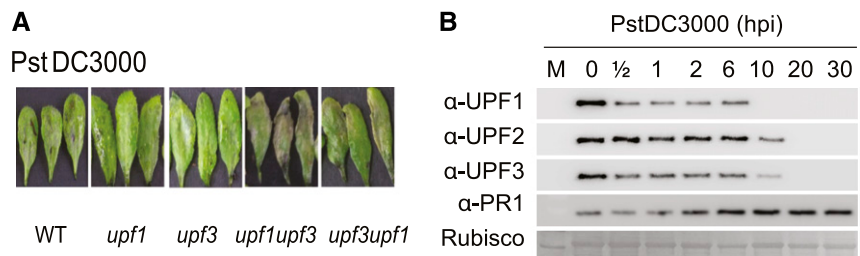 A
Pst DC3000
WT upf1 upf3 upf1upf3 upf3upf1
B
PstDC3000 (hpi)
M 0 ½ 1 2 6 10 20 30
α-UPF1
α-UPF2
α-UPF3
α-PR1
Rubisco